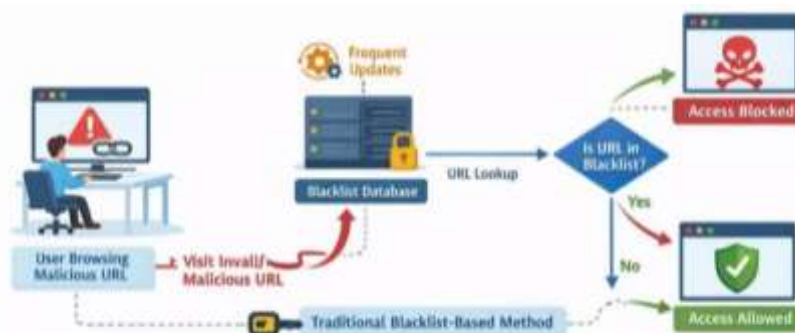 Frequent
Updates
Access Blocked
Is URL in
Blacklist?
URL Lookup
Blacklist Database
Yes
User Browsing
Malicious URL
Visit Invali/
Malicious URL
No
Traditional Blacklist-Based Method
Access Allowed